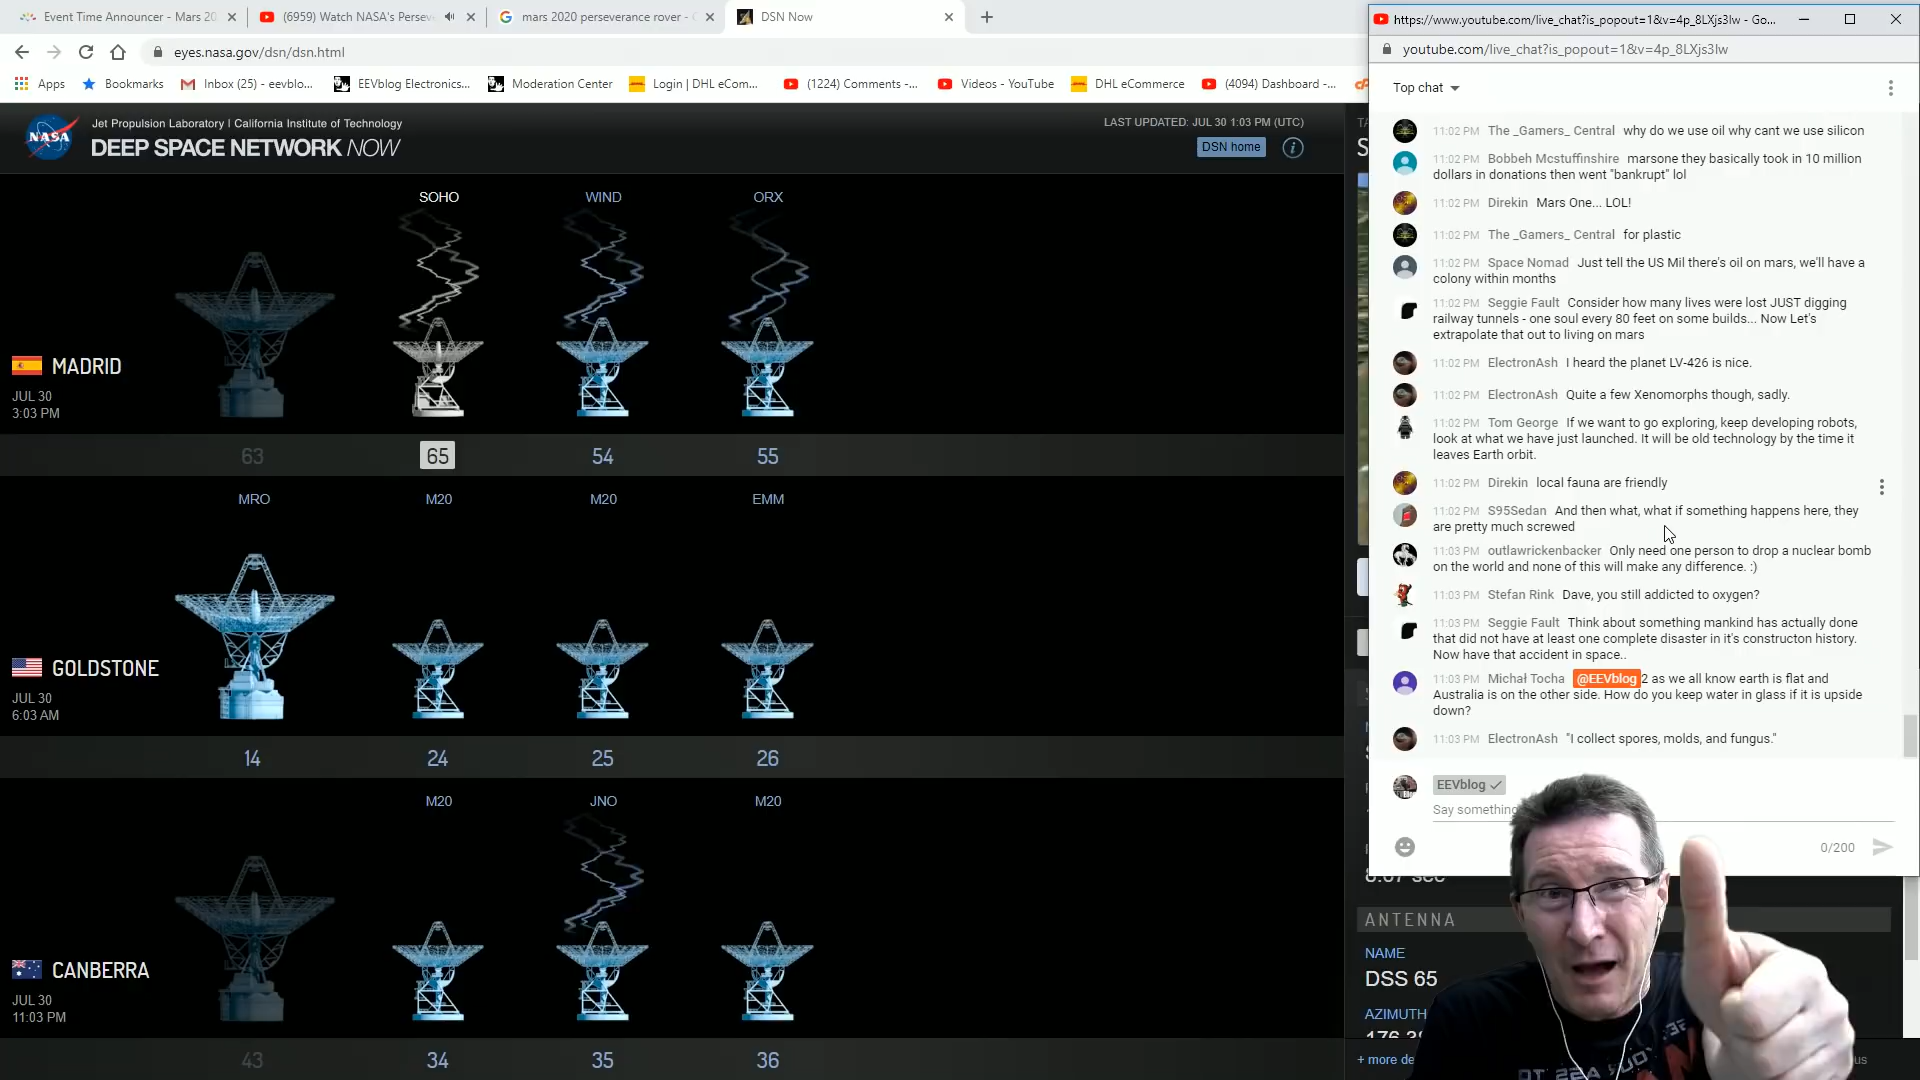 Event Time Announcer - Mars 20
(6959) Watch NASA's Persev
mars 2020 perseverance rover -
DSN Now
https://www.youtube.com/live_chat?is_popout=1&v=4p_8LXjs3Iw - Go...
eyes.nasa.gov/dsn/dsn.html
youtube.com/live_chat?is_popout=1&v=4p_8LXjs3Iw
Apps
Bookmarks
Inbox (25) - eevblo...
EEVblog Electronics...
Moderation Center
Login | DHL eCom...
(1224) Comments -...
Videos - YouTube
DHL eCommerce
(4094) Dashboard -...
NASA
Jet Propulsion Laboratory | California Institute of Technology
DEEP SPACE NETWORK NOW
LAST UPDATED: JUL 30 1:03 PM (UTC)
DSN home
SOHO WIND ORX
MADRID
JUL 30
3:03 PM
63 65 54 55
MRO M20 M20 EMM
GOLDSTONE
JUL 30
6:03 AM
14 24 25 26
M20 JNO M20
CANBERRA
JUL 30
11:03 PM
43 34 35 36
Top chat
11:02 PM The _Gamers_ Central why do we use oil why cant we use silicon
11:02 PM Bobbeh Mcstuffinshire marsone they basically took in 10 million
dollars in donations then went "bankrupt" lol
11:02 PM Direkin Mars One... LOL!
11:02 PM The _Gamers_ Central for plastic
11:02 PM Space Nomad Just tell the US Mil there's oil on mars, we'll have a
colony within months
11:02 PM Seggie Fault Consider how many lives were lost JUST digging
railway tunnels - one soul every 80 feet on some builds... Now Let's
extrapolate that out to living on mars
11:02 PM ElectronAsh I heard the planet LV-426 is nice.
11:02 PM ElectronAsh Quite a few Xenomorphs though, sadly.
11:02 PM Tom George If we want to go exploring, keep developing robots,
look at what we have just launched. It will be old technology by the time it
leaves Earth orbit.
11:02 PM Direkin local fauna are friendly
11:02 PM S95Sedan And then what, what if something happens here, they
are pretty much screwed
11:03 PM outlawrickenbacker Only need one person to drop a nuclear bomb
on the world and none of this will make any difference. :)
11:03 PM Stefan Rink Dave, you still addicted to oxygen?
11:03 PM Seggie Fault Think about something mankind has actually done
that did not have at least one complete disaster in it's constructon history.
Now have that accident in space..
11:03 PM Michał Tocha @EEVblog 2 as we all know earth is flat and
Australia is on the other side. How do you keep water in glass if it is upside
down?
11:03 PM ElectronAsh "I collect spores, molds, and fungus."
EEVblog
Say something
0/200
ANTENNA
NAME
DSS 65
AZIMUTH
+ more de